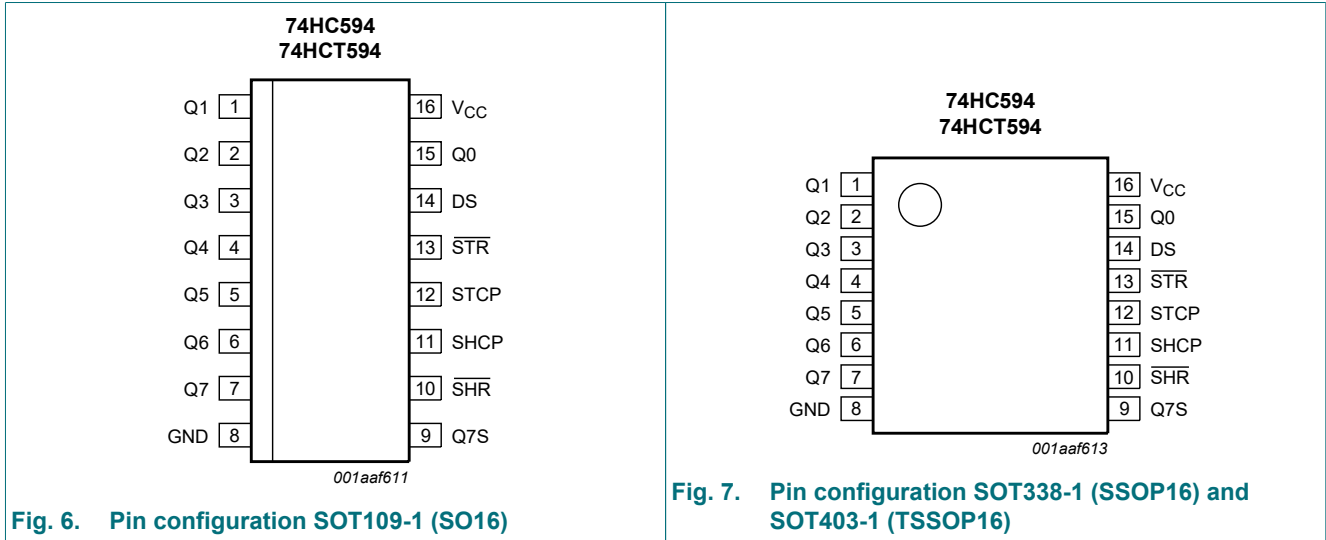 74HC594
74HCT594
Q1 1
16 VCC
Q2 2
15 Q0
Q3 3
14 DS
Q4 4
13 STR
Q5 5
12 STCP
Q6 6
11 SHCP
Q7 7
10 SHR
GND 8
9 Q7S
001aaf611
Fig. 6. Pin configuration SOT109-1 (SO16)
74HC594
74HCT594
Q1 1
16 VCC
Q2 2
15 Q0
Q3 3
14 DS
Q4 4
13 STR
Q5 5
12 STCP
Q6 6
11 SHCP
Q7 7
10 SHR
GND 8
9 Q7S
001aaf613
Fig. 7. Pin configuration SOT338-1 (SSOP16) and
SOT403-1 (TSSOP16)